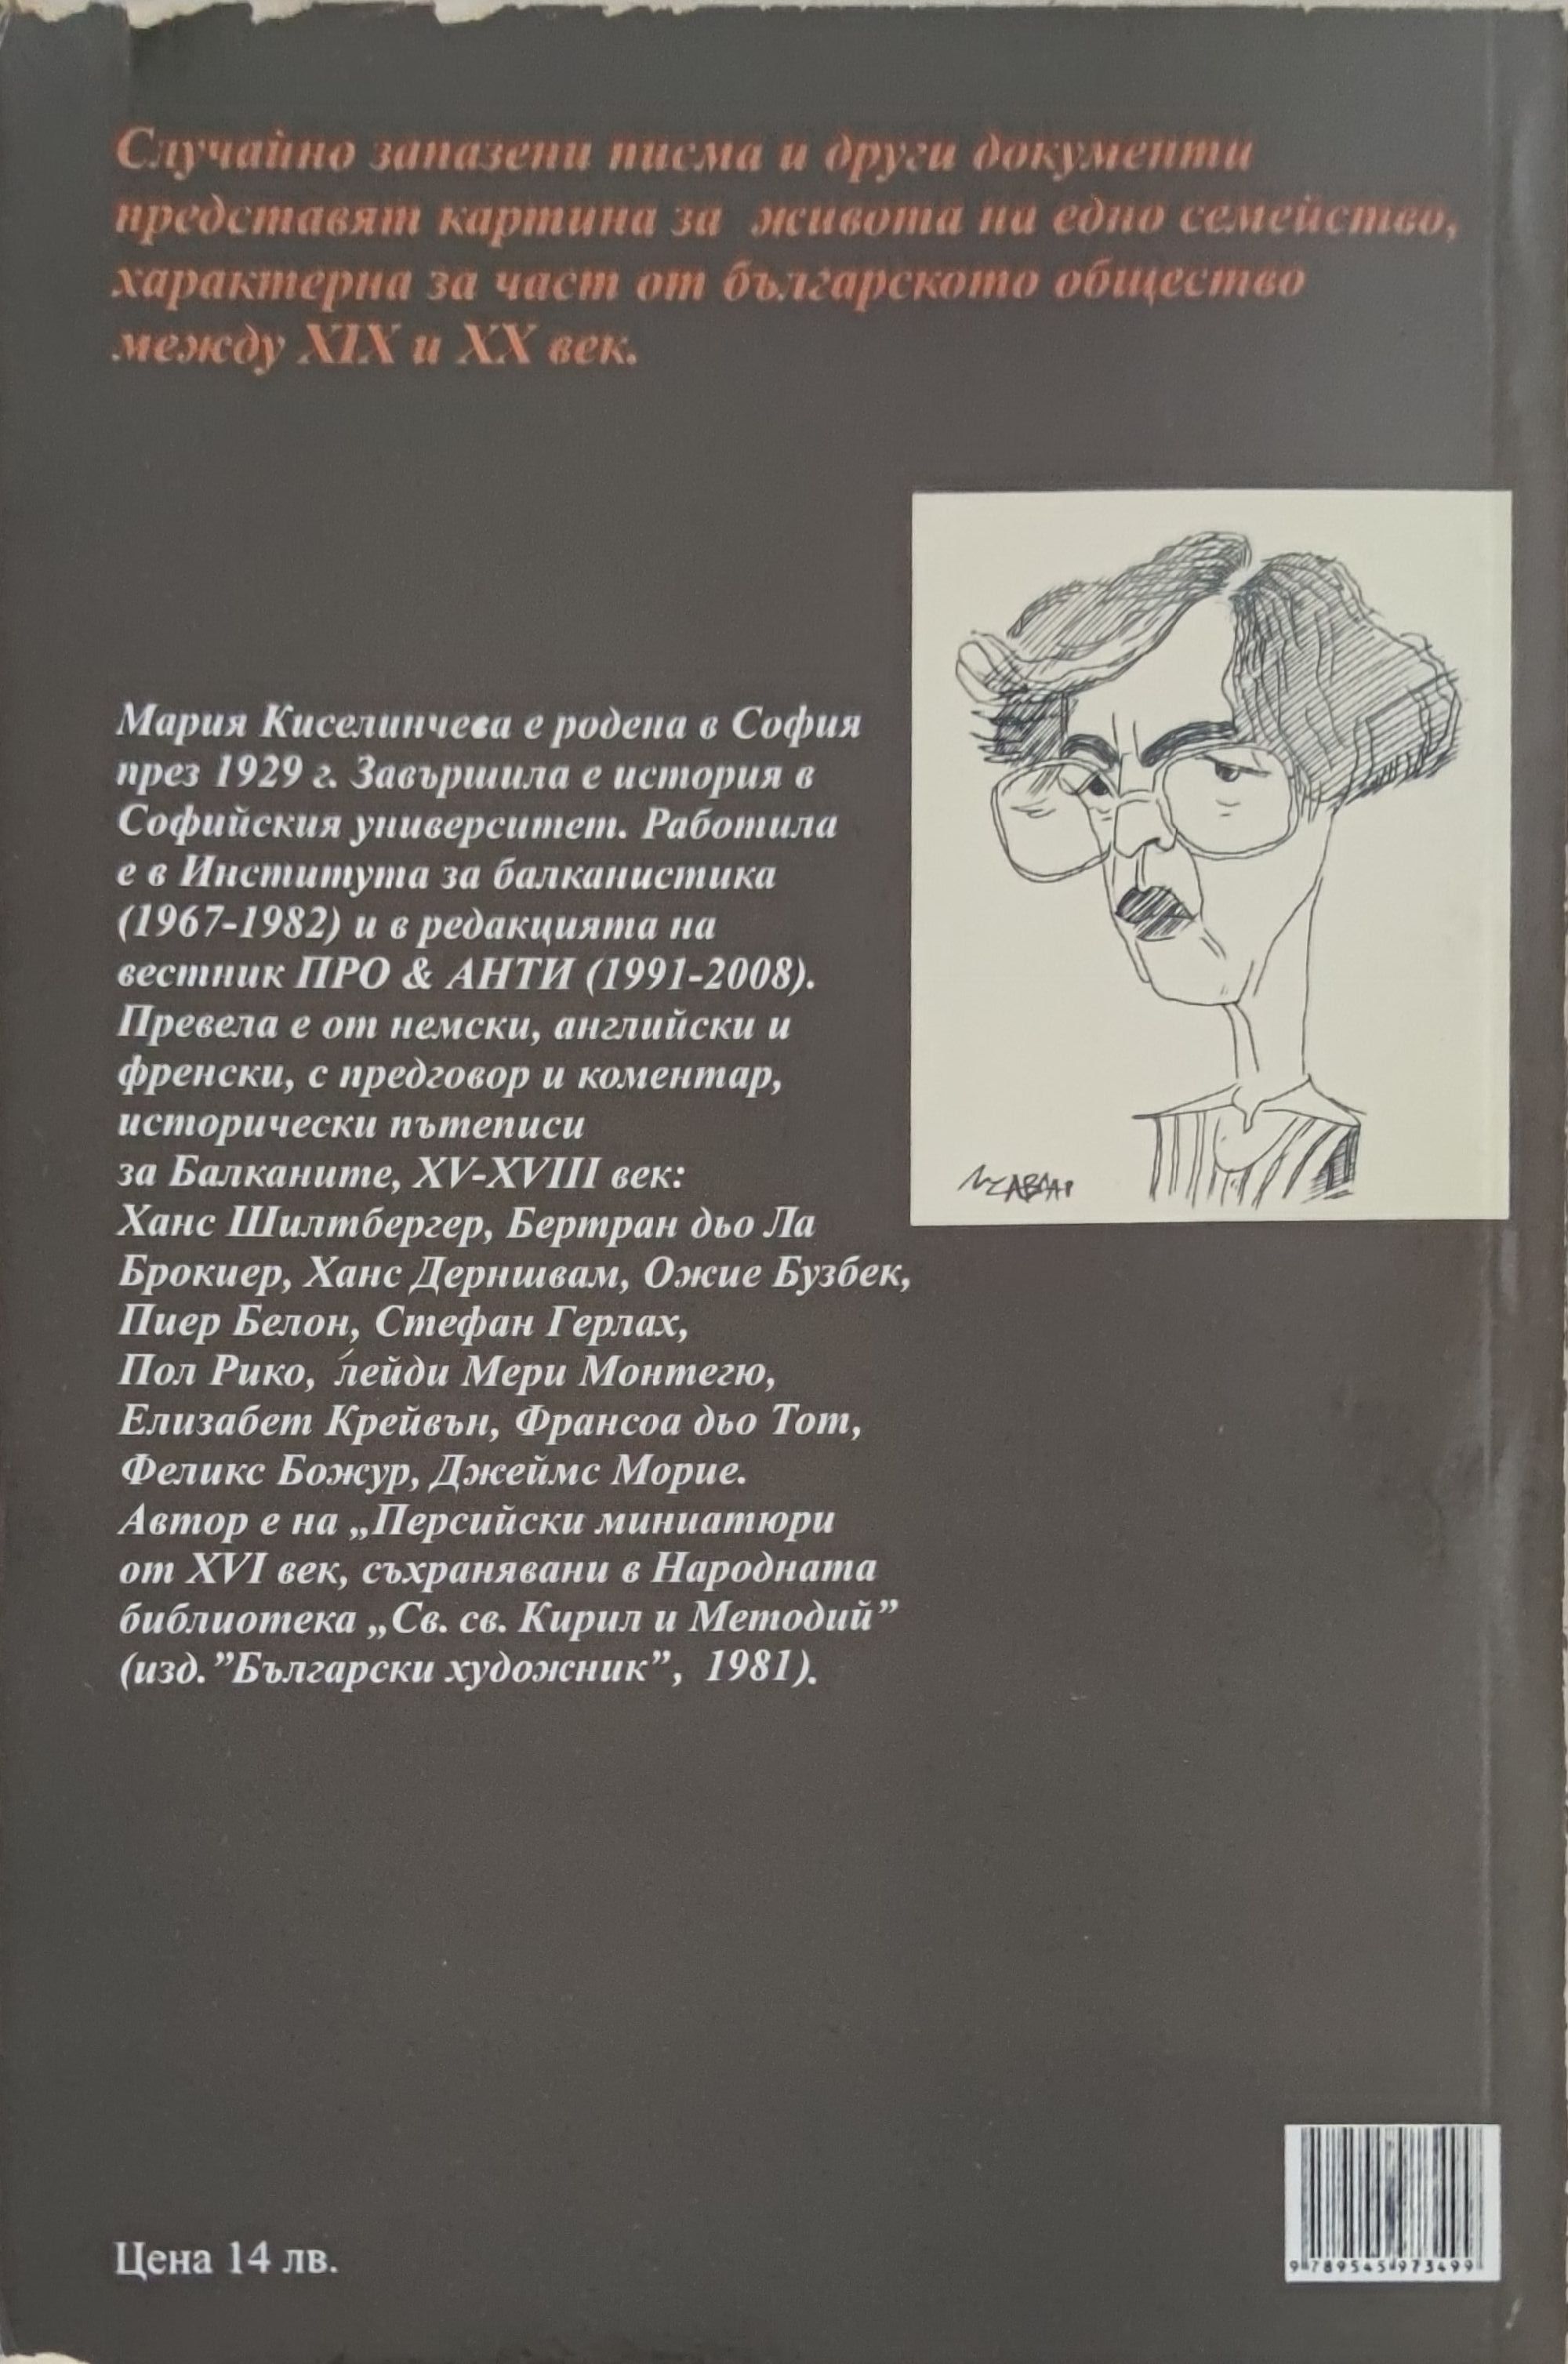 Случайно запазени писма и други документи
представят картина за живота на едно семейство,
характерна за част от българското общество
между XIX и XX век.
Мария Киселинчева е родена в София
през 1929 г. Завършила е история в
Софийския университет. Работила
е в Института за балканистика
(1967-1982) и в редакцията на
вестник ПРО & АНТИ (1991-2008).
Превела е от немски, английски и
френски, с предговор и коментар,
исторически пътеписи
за Балканите, XV-XVIII век:
Ханс Шилтбергер, Бертран дьо Ла
Брокиер, Ханс Дерншвам, Ожие Бузбек,
Пиер Белон, Стефан Герлах,
Пол Рико, лейди Мери Монтегю,
Елизабет Крейвън, Франсоа дьо Тот,
Феликс Божур, Джеймс Морие.
Автор е на „Персийски миниатюри
от XVI век, съхранявани в Народната
библиотека „Св. св. Кирил и Методий”
(изд.”Български художник”, 1981).
Цена 14 лв.
9 789545 973499